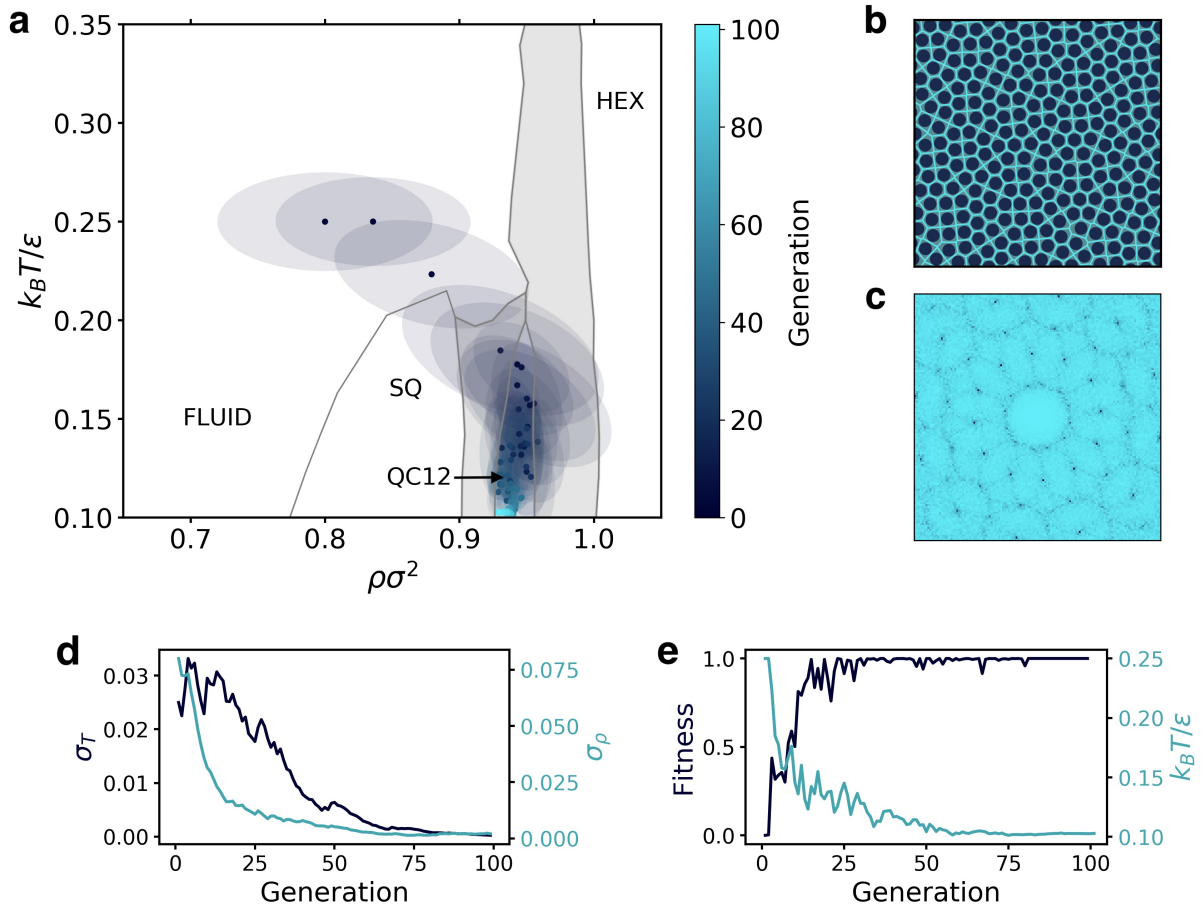 a
0.35
0.30
0.25
0.20
0.15
0.10
k_BT/ε
HEX
SQ
FLUID
QC12
0.7
0.8
0.9
1.0
ρσ²
100
80
60
40
20
0
Generation
b
c
d
0.03
0.02
0.01
0.00
σ_T
0.075
0.050
0.025
0.000
σ_ρ
0
25
50
75
100
Generation
e
1.0
0.5
0.0
Fitness
0.25
0.20
0.15
0.10
k_BT/ε
0
25
50
75
100
Generation